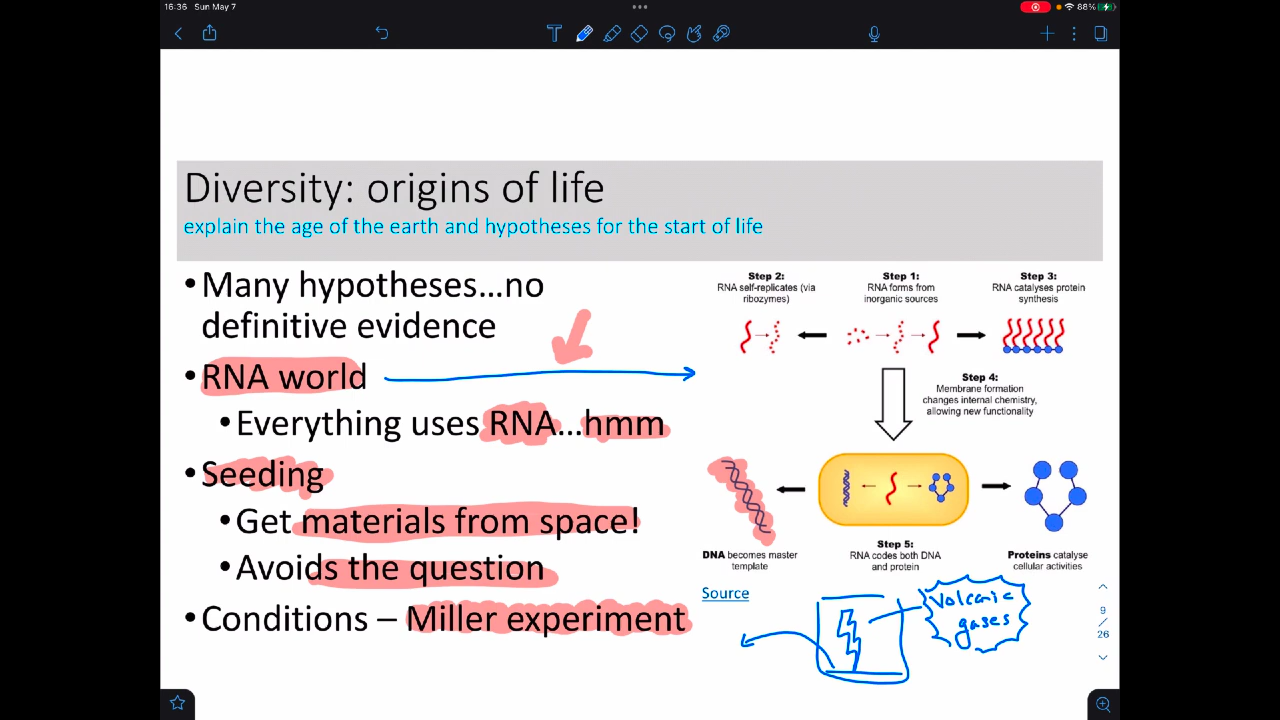 16:36 Sun May 7
88%
Diversity: origins of life
explain the age of the earth and hypotheses for the start of life
•Many hypotheses...no
definitive evidence
•RNA world
•Everything uses RNA...hmm
•Seeding
•Get materials from space!
•Avoids the question
•Conditions – Miller experiment
Step 2:
RNA self-replicates (via
ribozymes)
Step 1:
RNA forms from
inorganic sources
Step 3:
RNA catalyses protein
synthesis
Step 4:
Membrane formation
changes internal chemistry,
allowing new functionality
DNA becomes master
template
Step 5:
RNA codes both DNA
and protein
Proteins catalyse
cellular activities
Source
Volcanic
gases
9
/
26